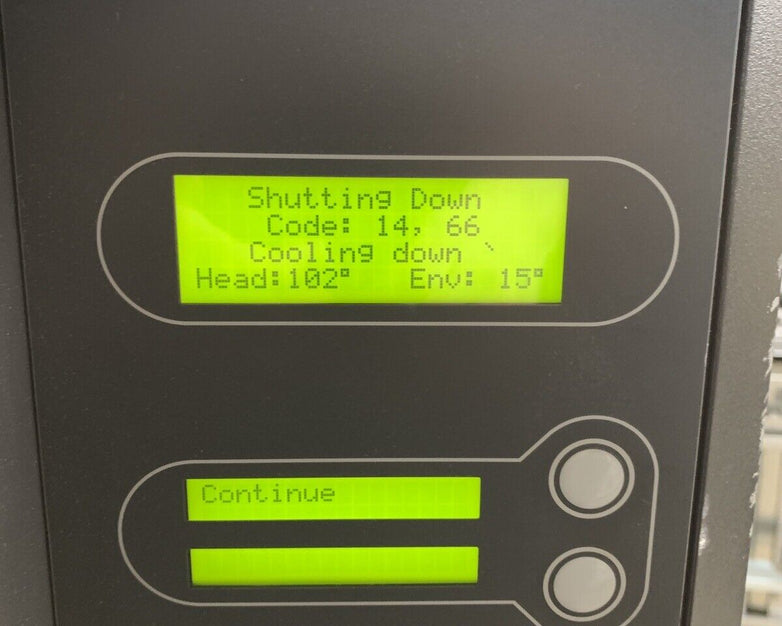 Shutting Down
Code: 14, 66
Cooling down `
Head:102° Env: 15°
Continue